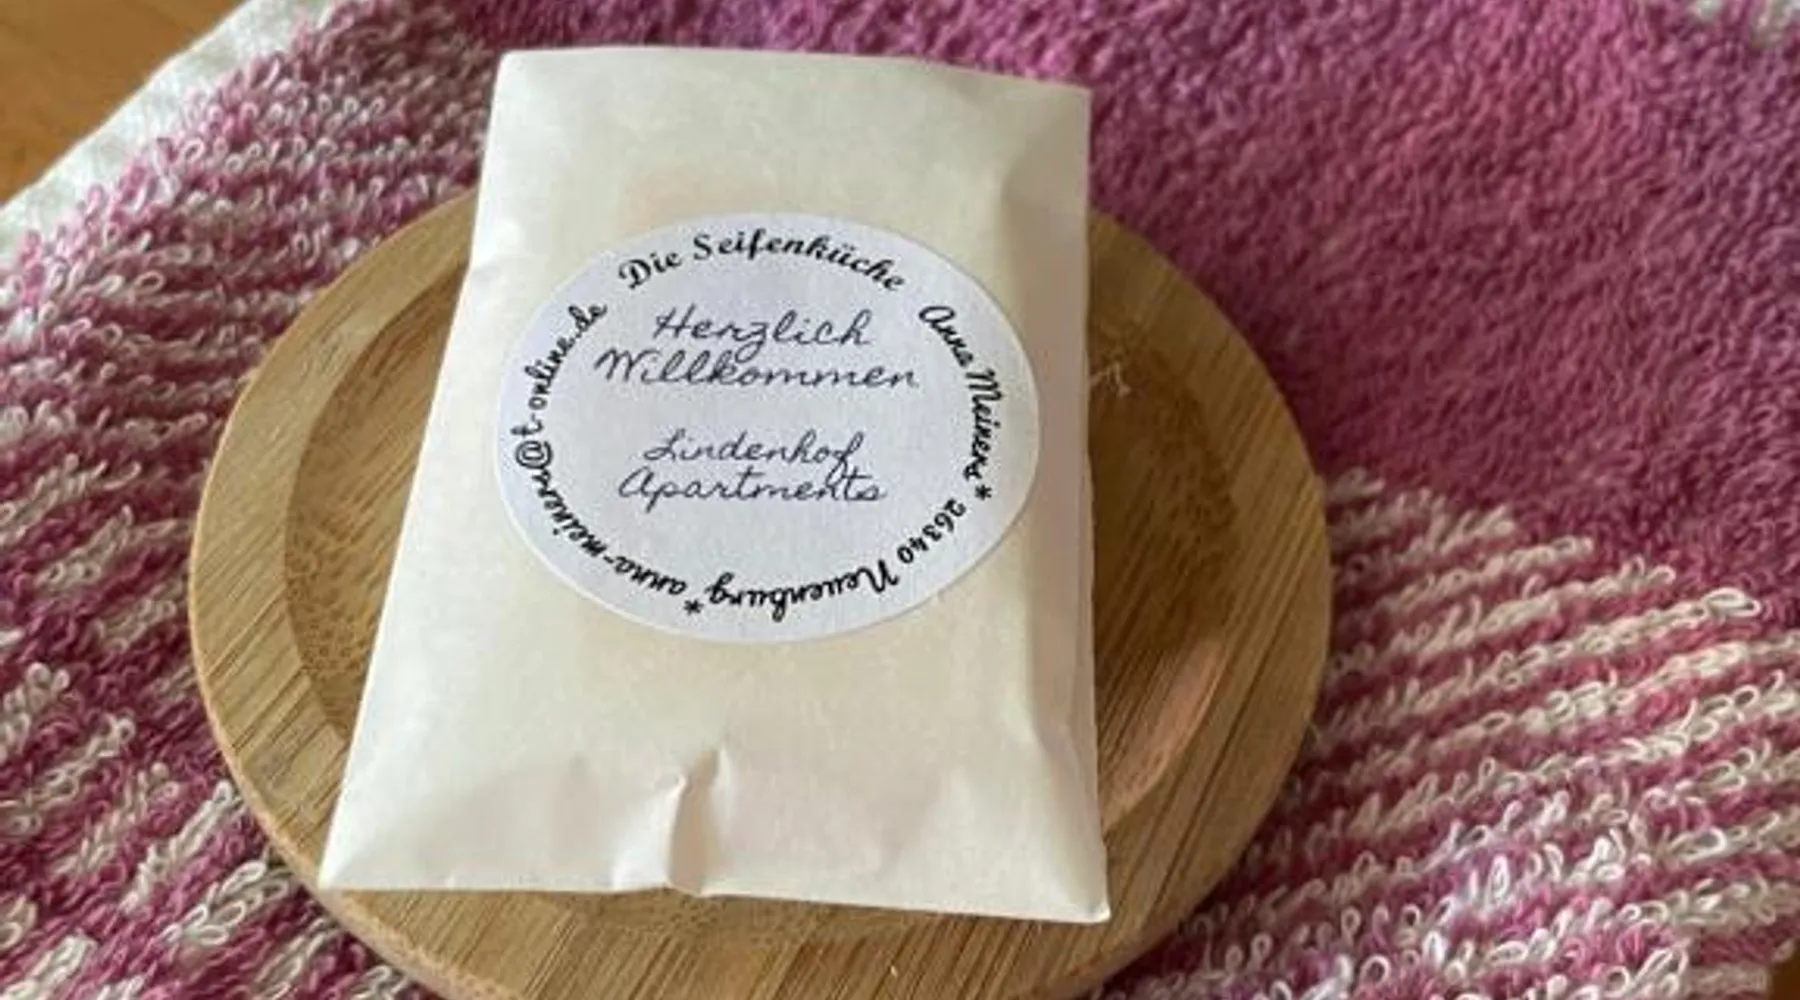 Die Seifenküche Anna Meiners * 26340 Neuenburg * anna-meiners@t-online.de
Herzlich
Willkommen
Lindenhof
Apartments